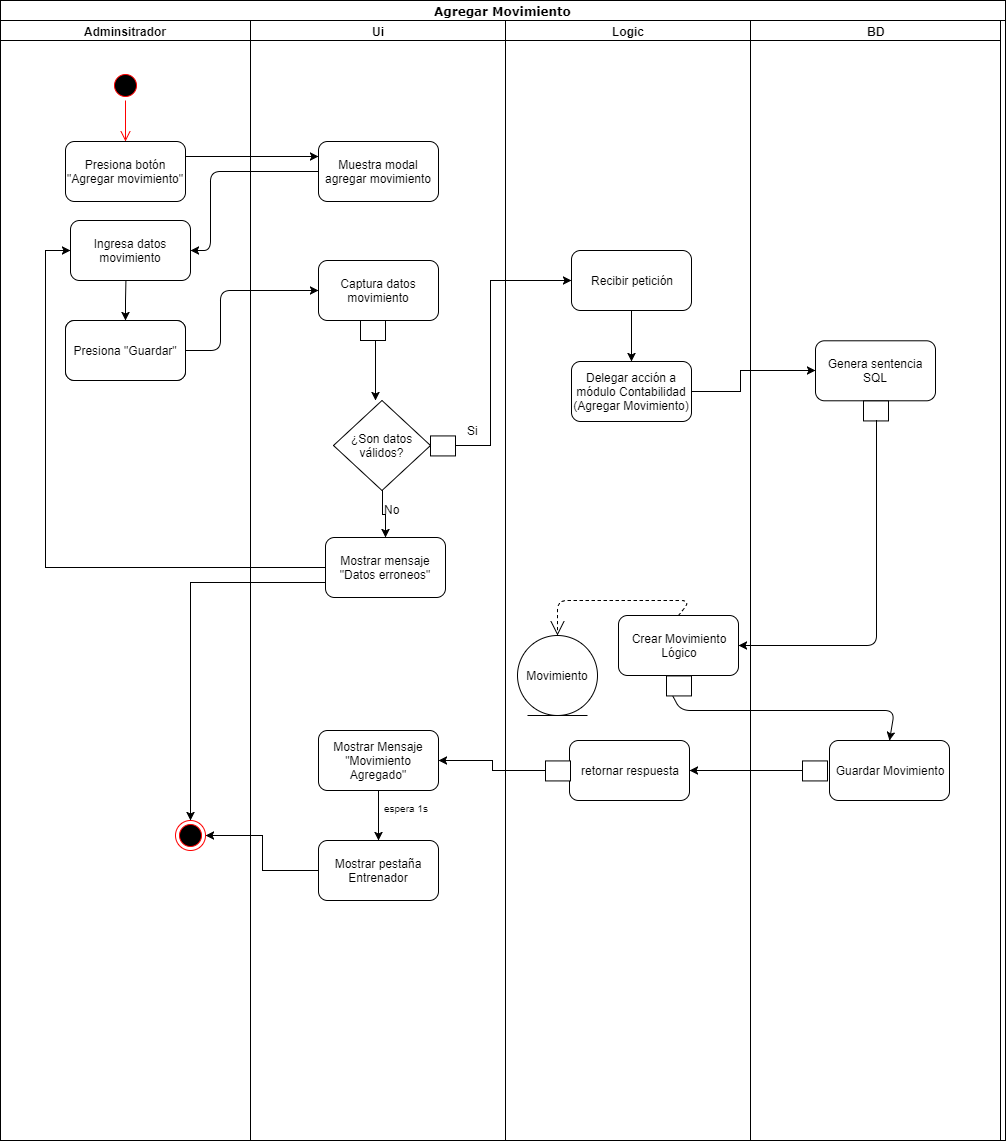 Agregar Movimiento
Adminsitrador
Ui
Logic
BD
Presiona botón
"Agregar movimiento"
Muestra modal
agregar movimiento
Ingresa datos
movimiento
Captura datos
movimiento
Recibir petición
Presiona "Guardar"
Delegar acción a
módulo Contabilidad
(Agregar Movimiento)
Genera sentencia
SQL
¿Son datos
válidos?
Si
No
Mostrar mensaje
"Datos erroneos"
Crear Movimiento
Lógico
Movimiento
Mostrar Mensaje
"Movimiento
Agregado"
retornar respuesta
Guardar Movimiento
espera 1s
Mostrar pestaña
Entrenador